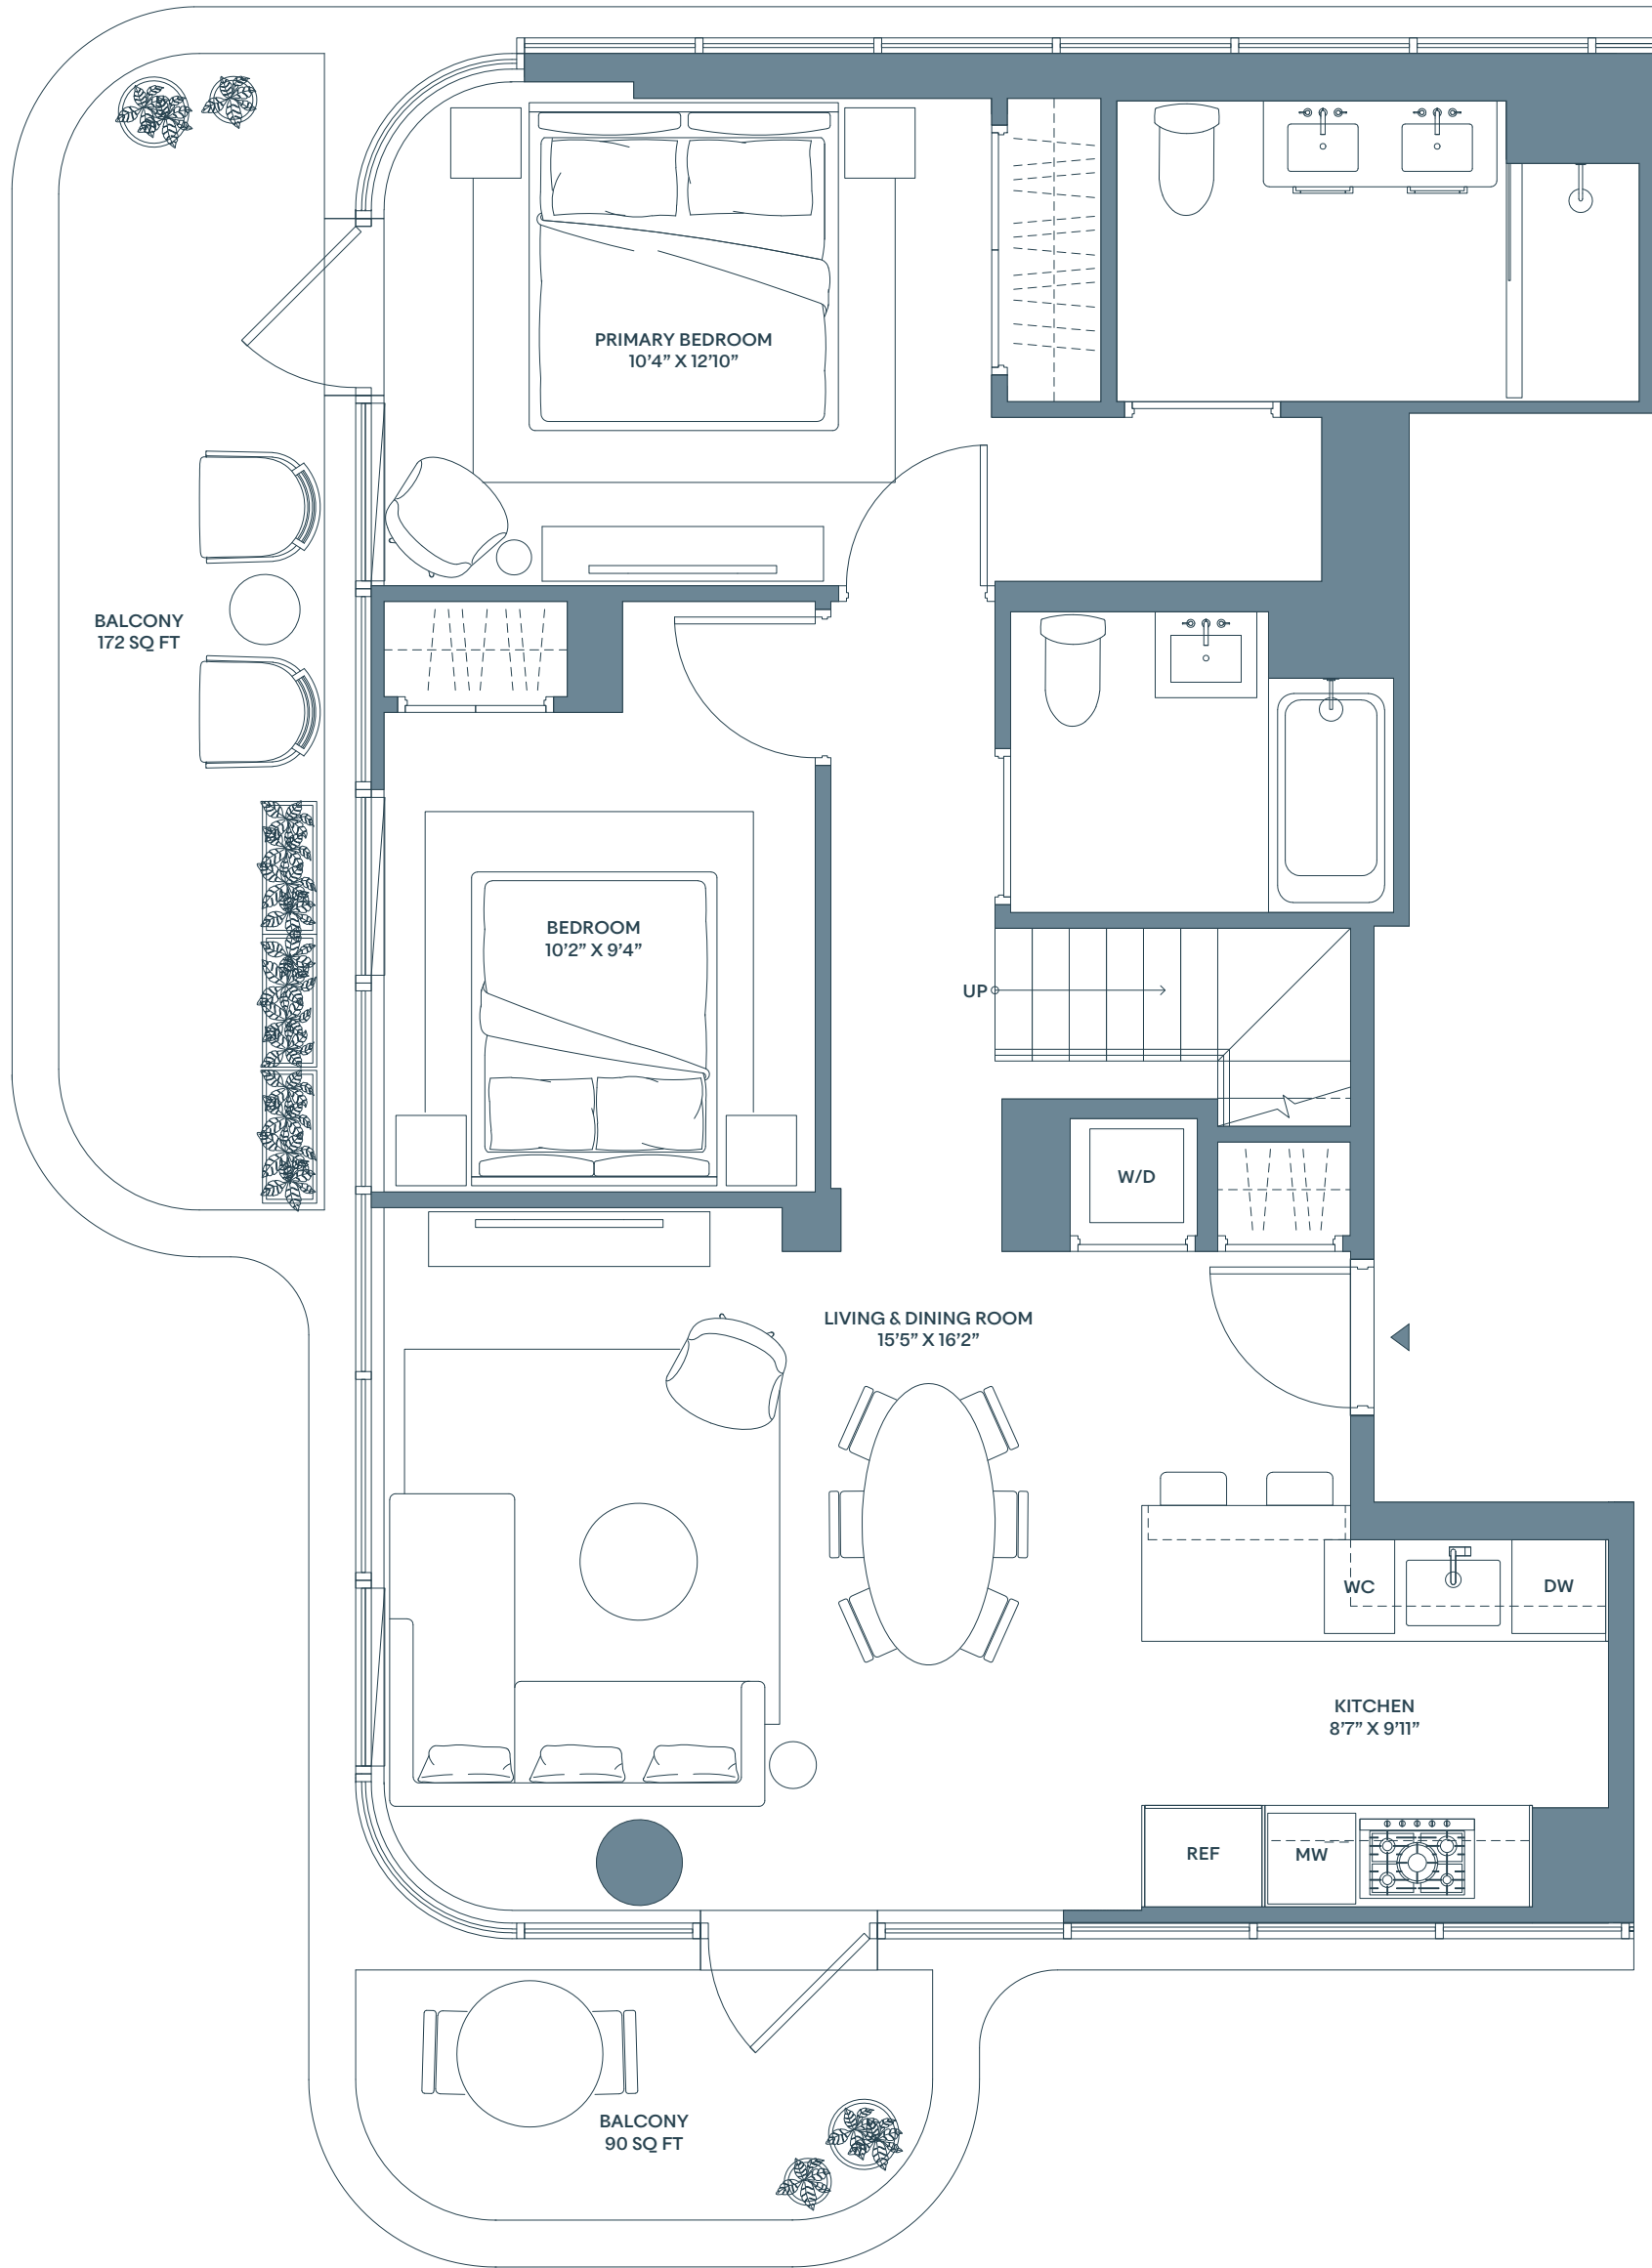 PRIMARY BEDROOM
10’4” X 12’10”
BALCONY
172 SQ FT
BEDROOM
10’2” X 9’4”
UP
W/D
LIVING & DINING ROOM
15’5” X 16’2”
WC
DW
KITCHEN
8’7” X 9’11”
REF
MW
BALCONY
90 SQ FT